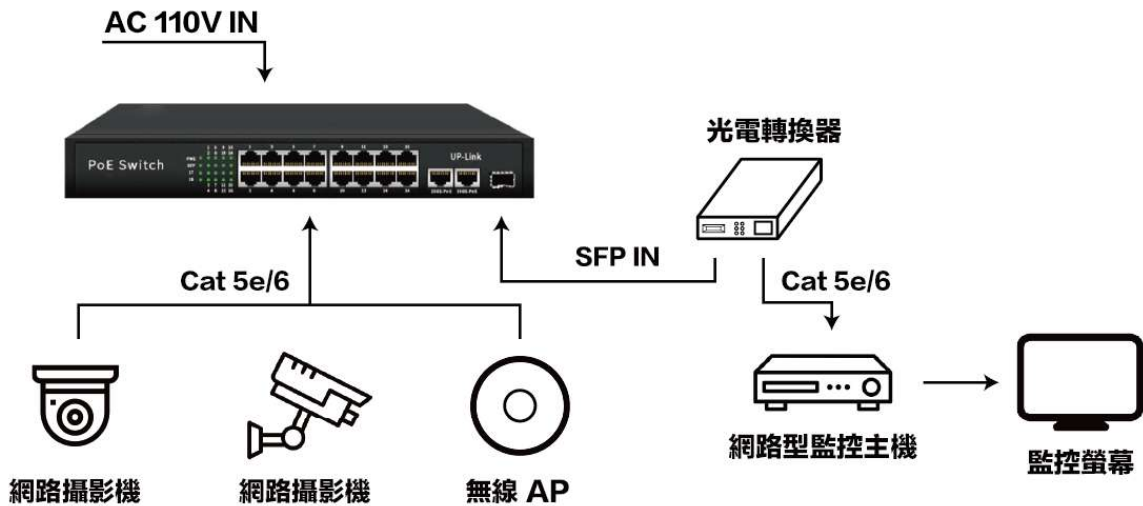 AC 110V IN
PoE Switch
UP-Link
光電轉換器
SFP IN
Cat 5e/6
Cat 5e/6
網路攝影機
網路攝影機
無線 AP
網路型監控主機
監控螢幕